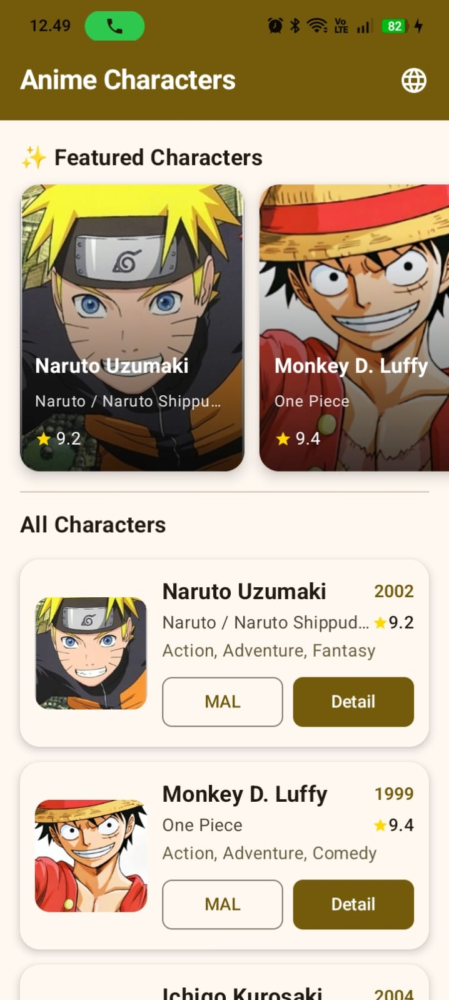 12.49
Vo
LTE
82
Anime Characters
✨ Featured Characters
Naruto Uzumaki
Naruto / Naruto Shippu...
★ 9.2
Monkey D. Luffy
One Piece
★ 9.4
All Characters
Naruto Uzumaki 2002
Naruto / Naruto Shippud... ★9.2
Action, Adventure, Fantasy
MAL Detail
Monkey D. Luffy 1999
One Piece ★9.4
Action, Adventure, Comedy
MAL Detail
Ichigo Kurosaki 2004